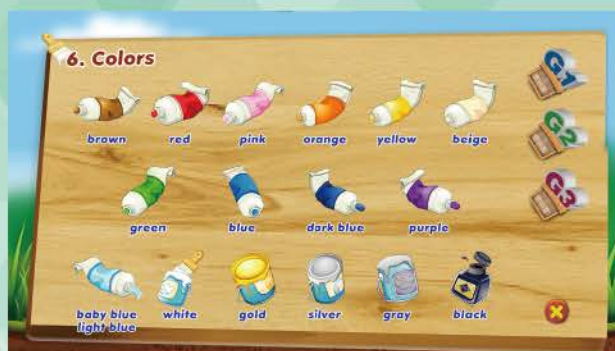 6. Colors
G1
brown red pink orange yellow beige
G2
green blue dark blue purple
G3
baby blue white gold silver gray black
light blue
X